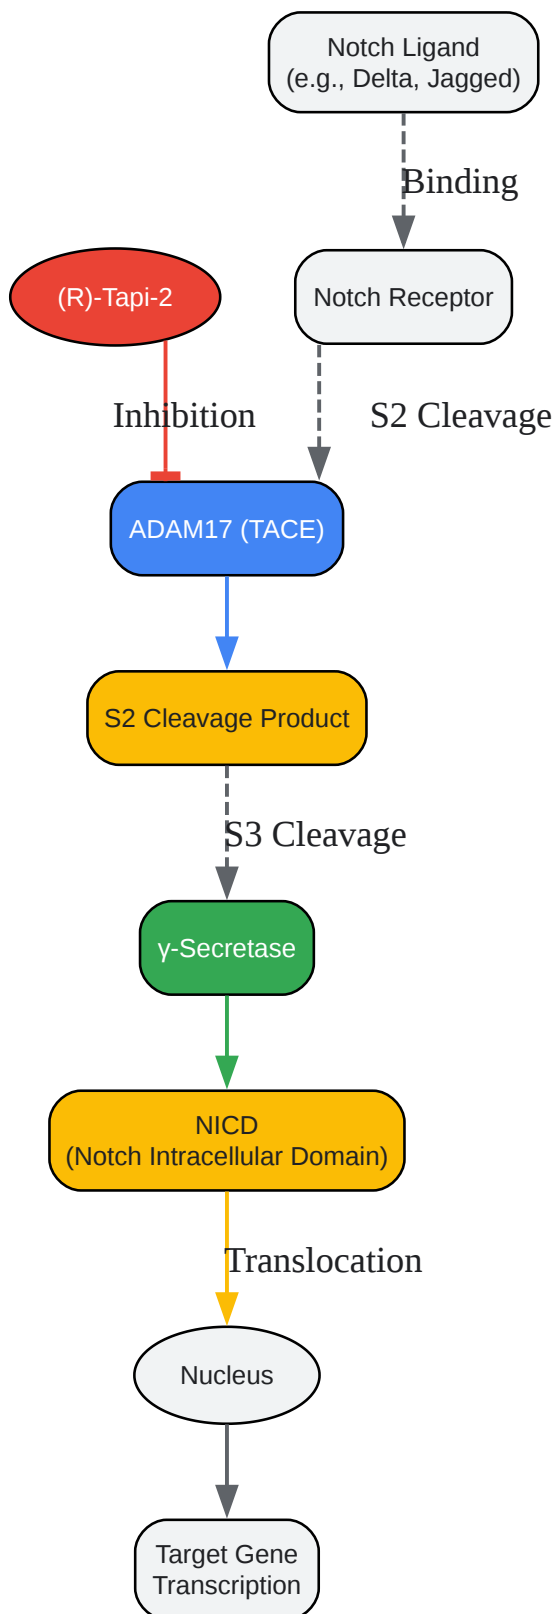 Notch Ligand
(e.g., Delta, Jagged)
Binding
(R)-Tapi-2
Notch Receptor
Inhibition
S2 Cleavage
ADAM17 (TACE)
S2 Cleavage Product
S3 Cleavage
γ-Secretase
NICD
(Notch Intracellular Domain)
Translocation
Nucleus
Target Gene
Transcription